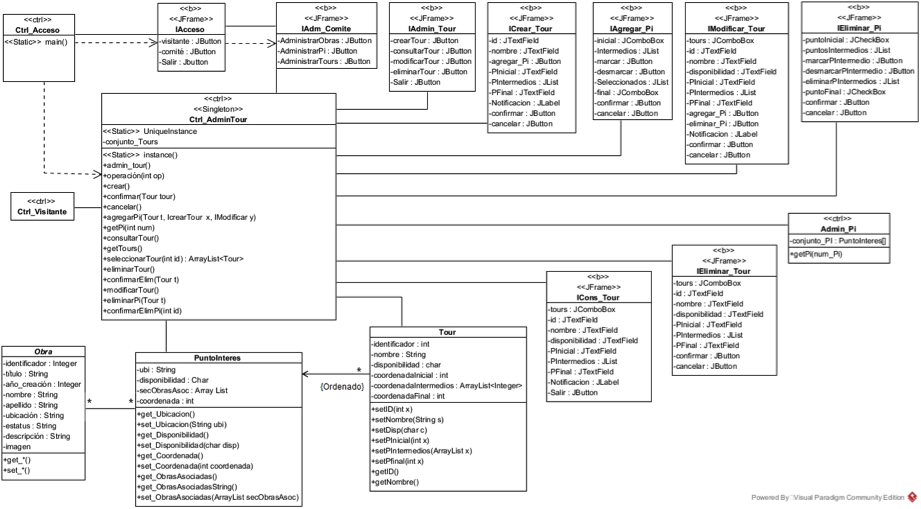 <<ctrl>>
Ctrl_Acceso
<<Static>> main()
<<b>>
<<JFrame>>
IAcceso
-visitante : JButton
-comité : JButton
-Salir : Jbutton
<<b>>
<<JFrame>>
IAdm_Comite
-AdministrarObras : JButton
-AdministrarPi : JButton
-AdministrarTours : JButton
<<b>>
<<JFrame>>
IAdmin_Tour
-crearTour : JButton
-consultarTour : JButton
-modificarTour : JButton
-eliminarTour : JButton
-Salir : JButton
<<b>>
<<JFrame>>
ICrear_Tour
-id : JTextField
-nombre : JTextField
-agregar_Pi : JButton
-PInicial : JTextField
-PIntermedios : JList
-PFinal : JTextField
-Notificacion : JLabel
-confirmar : JButton
-cancelar : JButton
<<b>>
<<JFrame>>
IAgregar_Pi
-inicial : JComboBox
-Intermedios : JList
-marcar : JButton
-desmarcar : JButton
-Seleccionados : JList
-final : JComboBox
-confirmar : JButton
-cancelar : JButton
<<b>>
<<JFrame>>
IModificar_Tour
-tours : JComboBox
-id : JTextField
-nombre : JTextField
-disponibilidad : JTextField
-PInicial : JTextField
-PIntermedios : JList
-PFinal : JTextField
-agregar_Pi : JButton
-eliminar_Pi : JButton
-Notificacion : JLabel
-confirmar : JButton
-cancelar : JButton
<<b>>
<<JFrame>>
IEliminar_Pi
-puntoInicial : JCheckBox
-puntosIntermedios : JList
-marcarPIntermedio : JButton
-desmarcarPIntermedio : JButton
-eliminarPIntermedios : JList
-puntoFinal : JCheckBox
-confirmar : JButton
-cancelar : JButton
<<ctrl>>
<<Singleton>>
Ctrl_AdminTour
<<Static>> UniqueInstance
-conjunto_Tours
<<Static>> instance()
+admin_tour()
+operación(int op)
+crear()
+confirmar(Tour tour)
+cancelar()
+agregarPi(Tour t, IcrearTour x, IModificar y)
+getPi(int num)
+consultarTour()
+getTours()
+seleccionarTour(int id) : ArrayList<Tour>
+eliminarTour()
+confirmarElim(Tour t)
+modificarTour()
+eliminarPi(Tour t)
+confirmarElimPi(int id)
<<ctrl>>
Ctrl_Visitante
<<ctrl>>
Admin_Pi
-conjunto_PI : PuntoInteres[]
+getPi(num_Pi)
<<b>>
<<JFrame>>
IEliminar_Tour
-tours : JComboBox
-id : JTextField
-nombre : JTextField
-disponibilidad : JTextField
-PInicial : JTextField
-PIntermedios : JList
-PFinal : JTextField
-confirmar : JButton
-cancelar : JButton
<<b>>
<<JFrame>>
ICons_Tour
-tours : JComboBox
-id : JTextField
-nombre : JTextField
-disponibilidad : JTextField
-PInicial : JTextField
-PIntermedios : JList
-PFinal : JTextField
-Notificacion : JLabel
-Salir : JButton
Tour
-identificador : int
-nombre : String
-disponibilidad : char
-coordenadaInicial : int
-coordenadaIntermedios : ArrayList<Integer>
-coordenadaFinal : int
+setID(int x)
+setNombre(String s)
+setDisp(char c)
+setPInicial(int x)
+setPIntermedios(ArrayList x)
+setPfinal(int x)
+getID()
+getNombre()
*
{Ordenado}
PuntoInteres
-ubi : String
-disponibilidad : Char
-secObrasAsoc : Array List
-coordenada : int
+get_Ubicacion()
+set_Ubicacion(String ubi)
+get_Disponibilidad()
+set_Disponibilidad(char disp)
+get_Coordenada()
+set_Coordenada(int coordenada)
+get_ObrasAsociadas()
+get_ObrasAsociadasString()
+set_ObrasAsociadas(ArrayList secObrasAsoc)
* *
Obra
-identificador : Integer
-título : String
-año_creación : Integer
-nombre : String
-apellido : String
-ubicación : String
-estatus : String
-descripción : String
-imagen
+get_*()
+set_*()
Powered By Visual Paradigm Community Edition